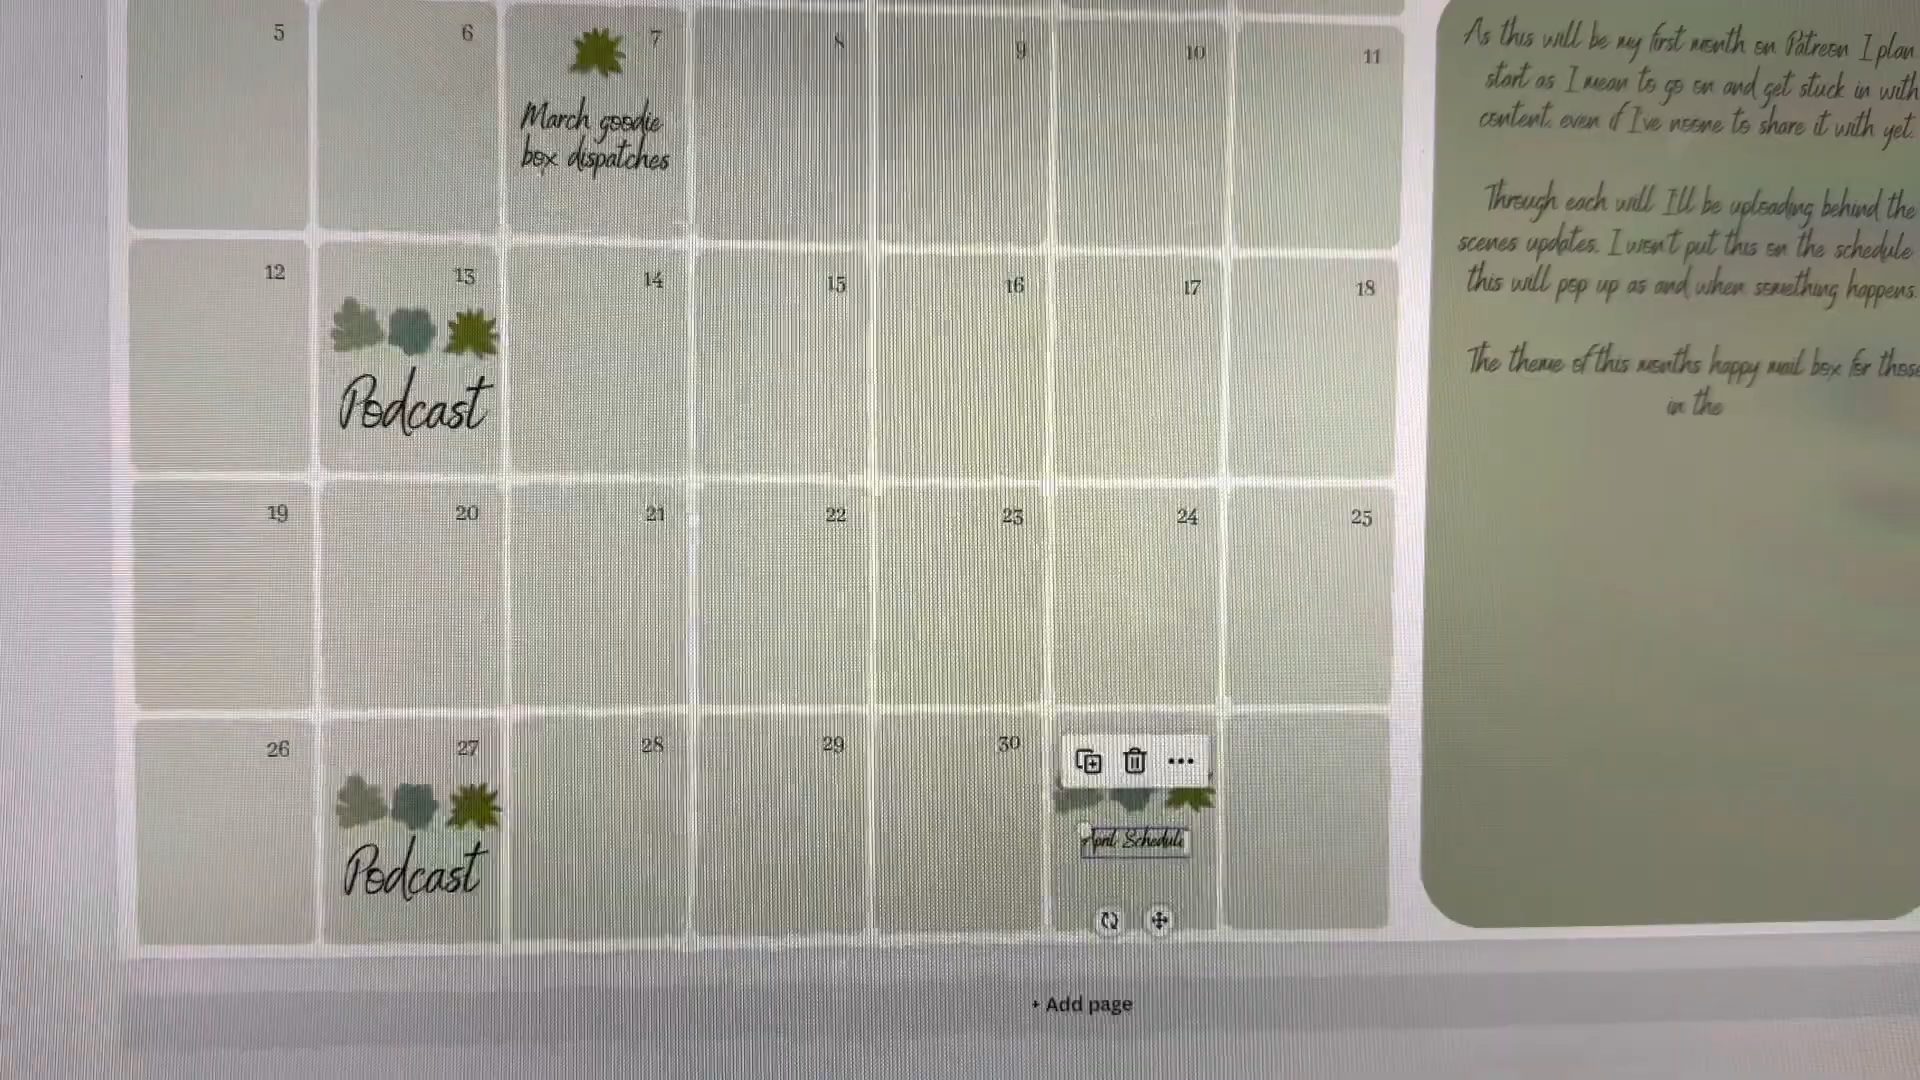 5
6
7
8
9
10
11
March goodie
box dispatches
12
13
14
15
16
17
18
Podcast
19
20
21
22
23
24
25
26
27
28
29
30
Podcast
April Schedule
As this will be my first month on Patreon I plan
start as I mean to go on and get stuck in with
content, even if I've noone to share it with yet.
Through each will I'll be uploading behind the
scenes updates. I won't put this on the schedule
this will pop up as and when something happens.
The theme of this months happy mail box for those
in the
+ Add page